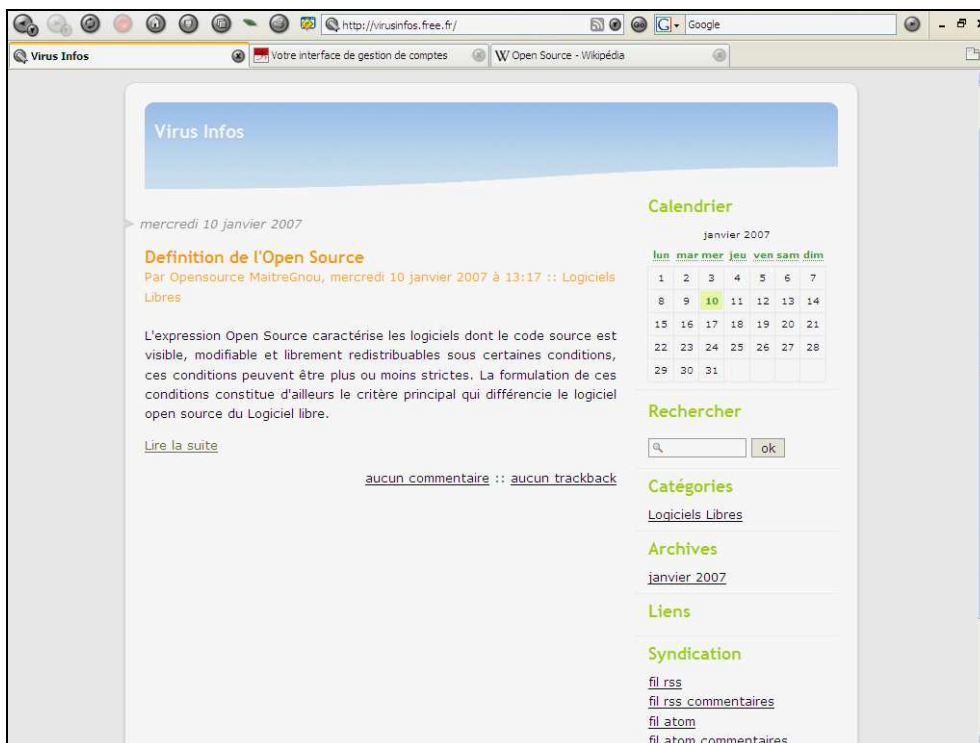 http://virusinfos.free.fr/
G Google
Virus Infos
Votre interface de gestion de comptes
W Open Source - Wikipédia
Virus Infos
mercredi 10 janvier 2007
Definition de l'Open Source
Par Opensource MaitreGnou, mercredi 10 janvier 2007 à 13:17 :: Logiciels
Libres
L'expression Open Source caractérise les logiciels dont le code source est
visible, modifiable et librement redistribuables sous certaines conditions,
ces conditions peuvent être plus ou moins strictes. La formulation de ces
conditions constitue d'ailleurs le critère principal qui différencie le logiciel
open source du Logiciel libre.
Lire la suite
aucun commentaire :: aucun trackback
Calendrier
janvier 2007
lun mar mer jeu ven sam dim
1 2 3 4 5 6 7
8 9 10 11 12 13 14
15 16 17 18 19 20 21
22 23 24 25 26 27 28
29 30 31
Rechercher
ok
Catégories
Logiciels Libres
Archives
janvier 2007
Liens
Syndication
fil rss
fil rss commentaires
fil atom
fil atom commentaires